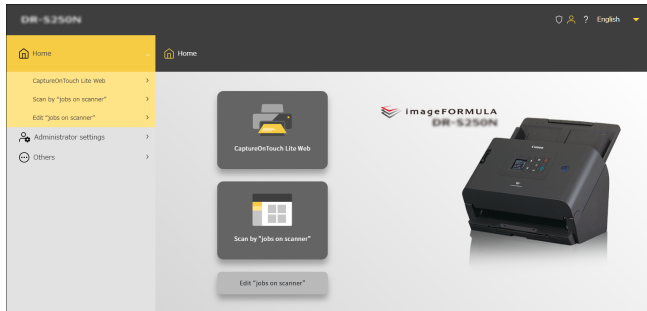 DR-S250N
? English
Home
Home
CaptureOnTouch Lite Web
Scan by "jobs on scanner"
Edit "jobs on scanner"
Administrator settings
Others
CaptureOnTouch Lite Web
Scan by "jobs on scanner"
Edit "jobs on scanner"
imageFORMULA
DR-S250N
Canon